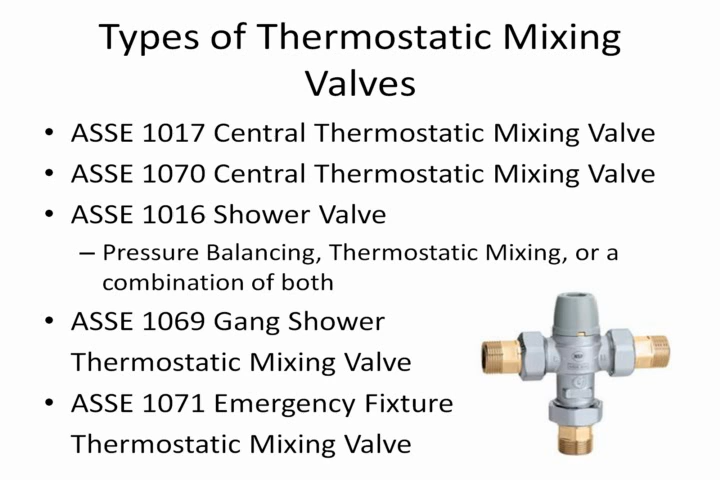 Types of Thermostatic Mixing
Valves
• ASSE 1017 Central Thermostatic Mixing Valve
• ASSE 1070 Central Thermostatic Mixing Valve
• ASSE 1016 Shower Valve
– Pressure Balancing, Thermostatic Mixing, or a
combination of both
• ASSE 1069 Gang Shower
Thermostatic Mixing Valve
• ASSE 1071 Emergency Fixture
Thermostatic Mixing Valve